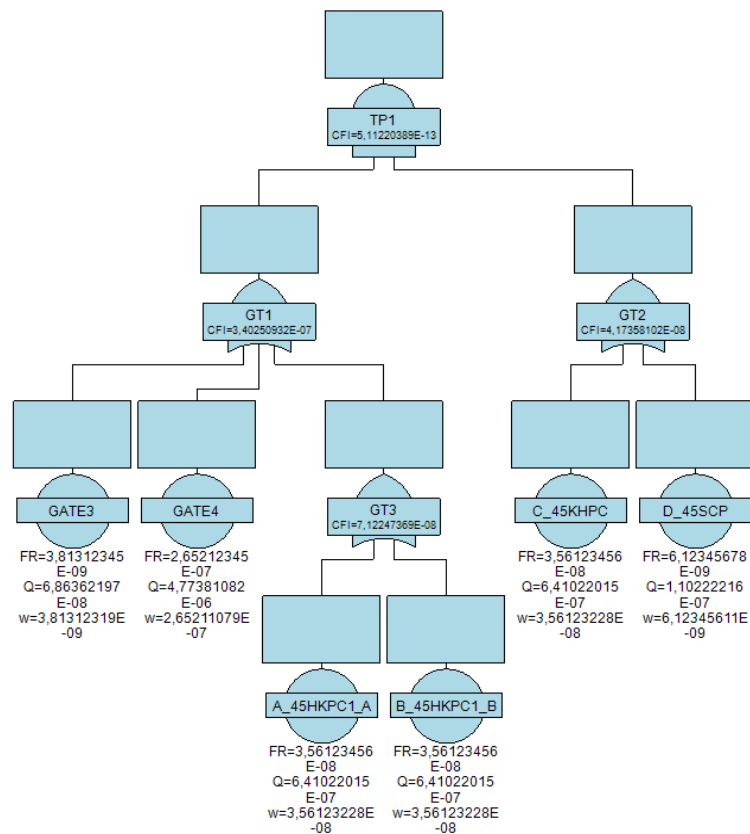 TP1
CFI=5,11220389E-13
GT1
CFI=3,40250932E-07
GT2
CFI=4,17358102E-08
GATE3
FR=3,81312345
E-09
Q=6,86362197
E-08
w=3,81312319E
-09
GATE4
FR=2,65212345
E-07
Q=4,77381082
E-06
w=2,65211079E
-07
GT3
CFI=7,12247369E-08
C_45KHPC
FR=3,56123456
E-08
Q=6,41022015
E-07
w=3,56123228E
-08
D_45SCP
FR=6,12345678
E-09
Q=1,10222216
E-07
w=6,12345611E
-09
A_45HKPC1_A
FR=3,56123456
E-08
Q=6,41022015
E-07
w=3,56123228E
-08
B_45HKPC1_B
FR=3,56123456
E-08
Q=6,41022015
E-07
w=3,56123228E
-08